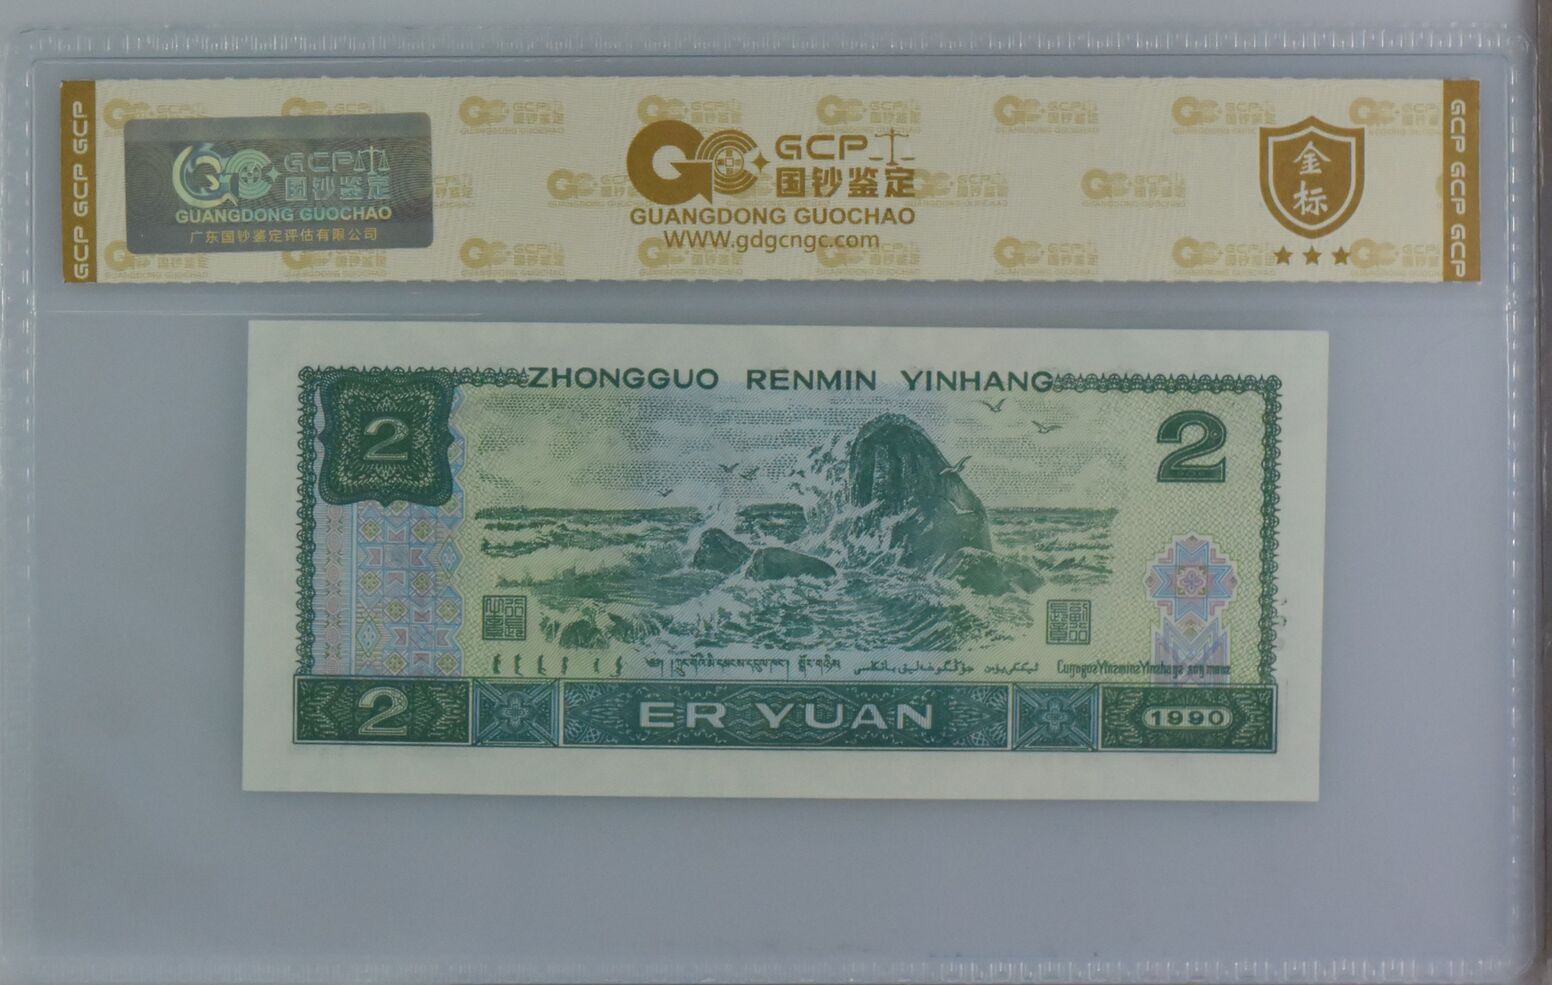 GCP GCP GCP
GCP
国钞鉴定
GUANGDONG GUOCHAO
广东国钞鉴定评估有限公司
GCP
国钞鉴定
GUANGDONG GUOCHAO
WWW.gdgcngc.com
金
标
GCP GCP GCP
ZHONGGUO RENMIN YINHANG
2
2
2
ER YUAN
1990